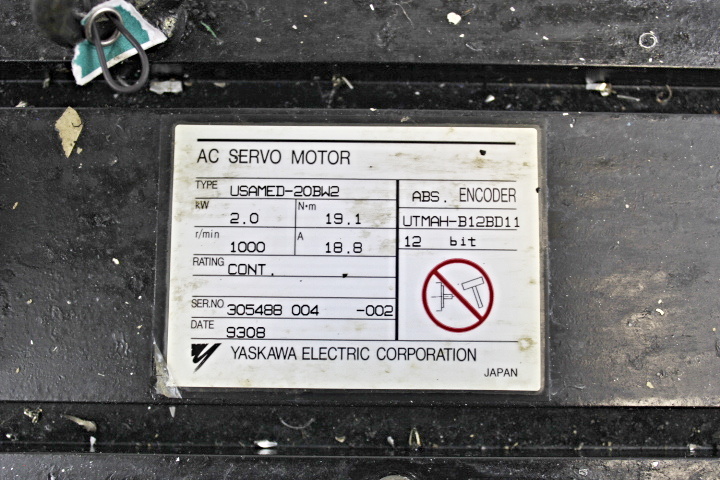 AC SERVO MOTOR
TYPE USAMED-20BW2
kW 2.0 N·m 19.1
r/min 1000 A 18.8
RATING CONT.
SER.NO 305488 004 -002
DATE 9308
ABS. ENCODER
UTMAH-B12BD11
12 bit
YASKAWA ELECTRIC CORPORATION
JAPAN